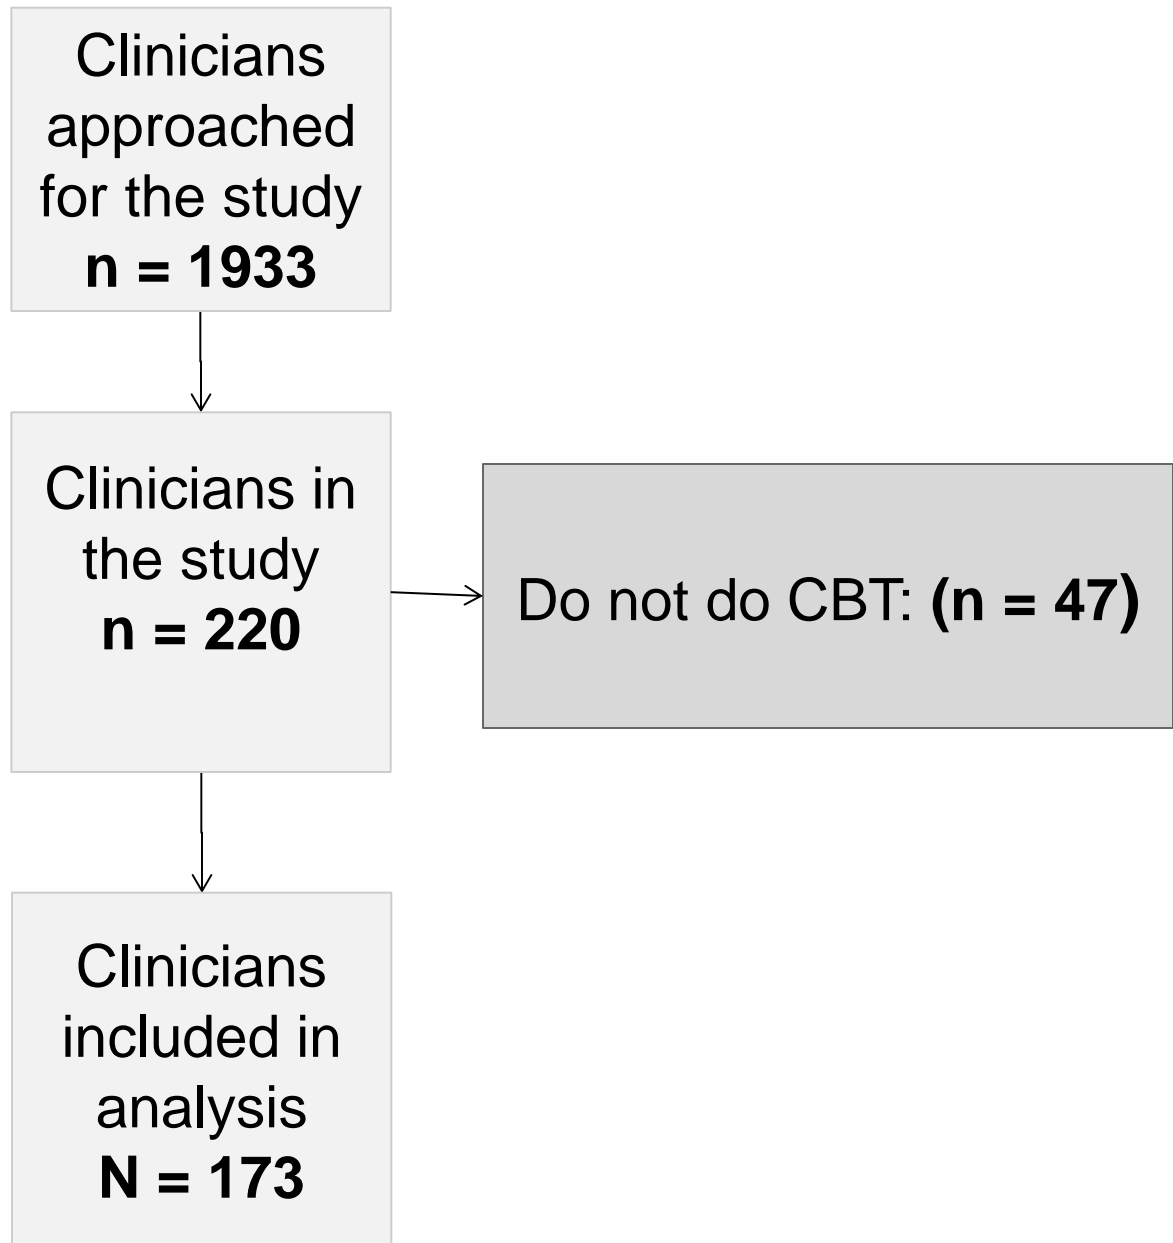 Clinicians
approached
for the study
n = 1933
Clinicians in
the study
n = 220
Do not do CBT: (n = 47)
Clinicians
included in
analysis
N = 173